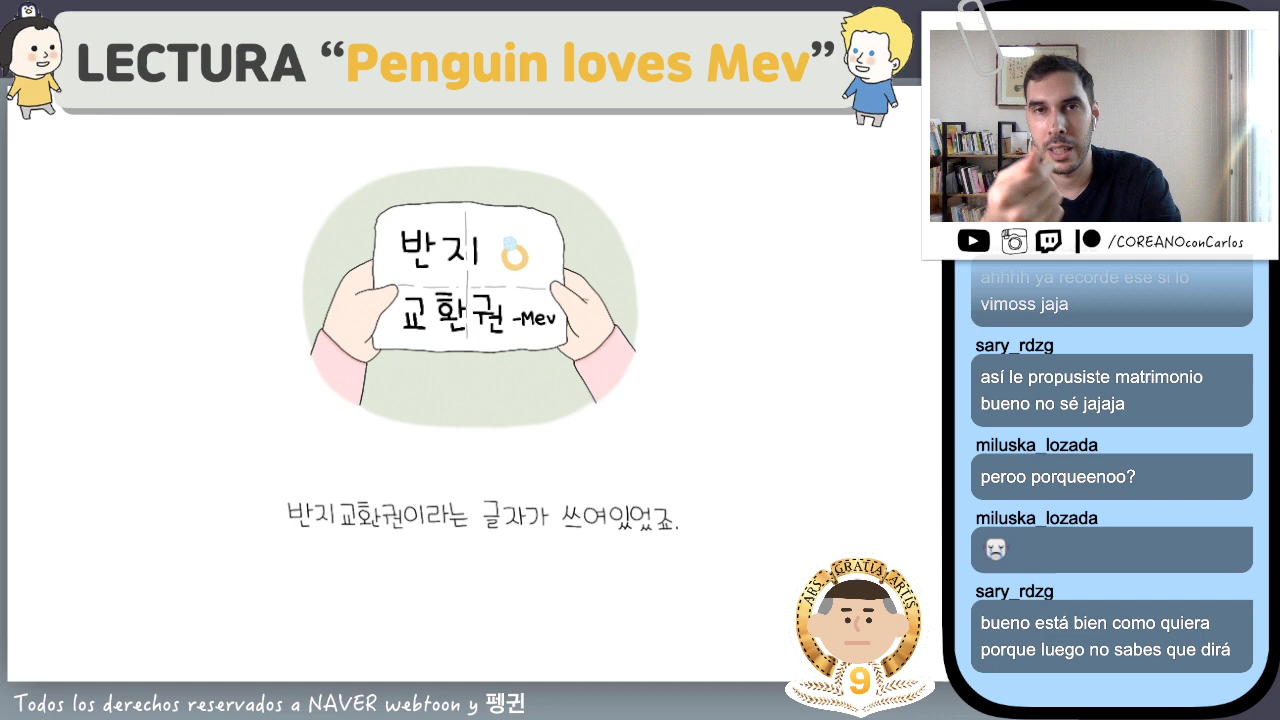 LECTURA “Penguin loves Mev”
반지
교환권 -Mev
반지교환권이라는 글자가 쓰여있었죠.
/COREANOconCarlos
ahhhh ya recorde ese si lo
vimoss jaja
sary_rdzg
así le propusiste matrimonio
bueno no sé jajaja
miluska_lozada
peroo porqueenoo?
miluska_lozada
sary_rdzg
bueno está bien como quiera
porque luego no sabes que dirá
ARS GRATIA ARTIS
9
Todos los derechos reservados a NAVER webtoon y 펭귄